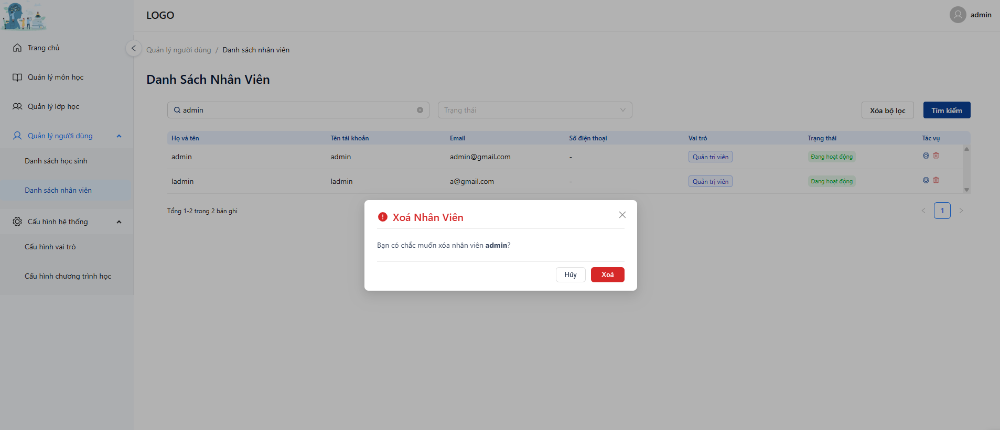 LOGO
admin
Trang chủ
Quản lý môn học
Quản lý lớp học
Quản lý người dùng
Danh sách học sinh
Danh sách nhân viên
Cấu hình hệ thống
Cấu hình vai trò
Cấu hình chương trình học
Quản lý người dùng / Danh sách nhân viên
Danh Sách Nhân Viên
admin Trạng thái Xóa bộ lọc Tìm kiếm
Họ và tên Tên tài khoản Email Số điện thoại Vai trò Trạng thái Tác vụ
admin admin admin@gmail.com - Quản trị viên Đang hoạt động
ladmin ladmin a@gmail.com - Quản trị viên Đang hoạt động
Tổng 1-2 trong 2 bản ghi
1
Xoá Nhân Viên
Bạn có chắc muốn xóa nhân viên admin?
Hủy Xoá